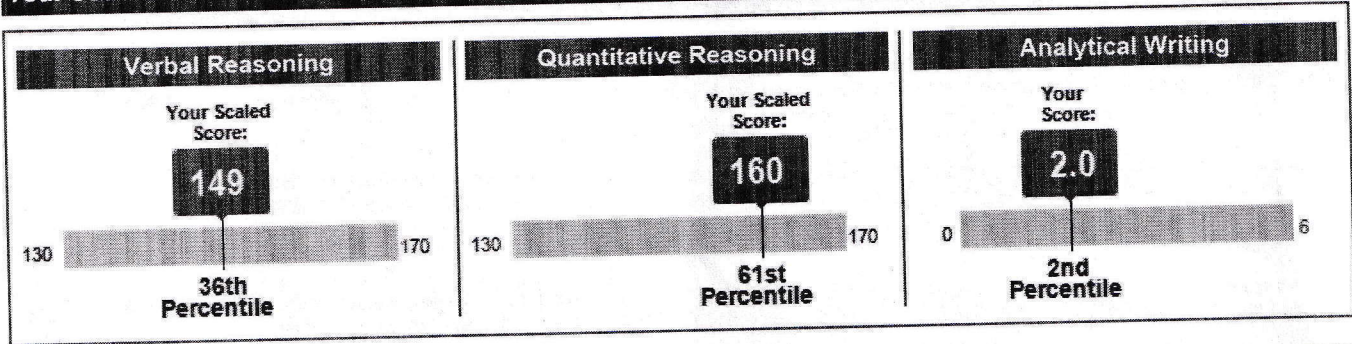 Verbal Reasoning
Your Scaled
Score:
149
130
170
36th
Percentile
Quantitative Reasoning
Your Scaled
Score:
160
130
170
61st
Percentile
Analytical Writing
Your
Score:
2.0
0
6
2nd
Percentile